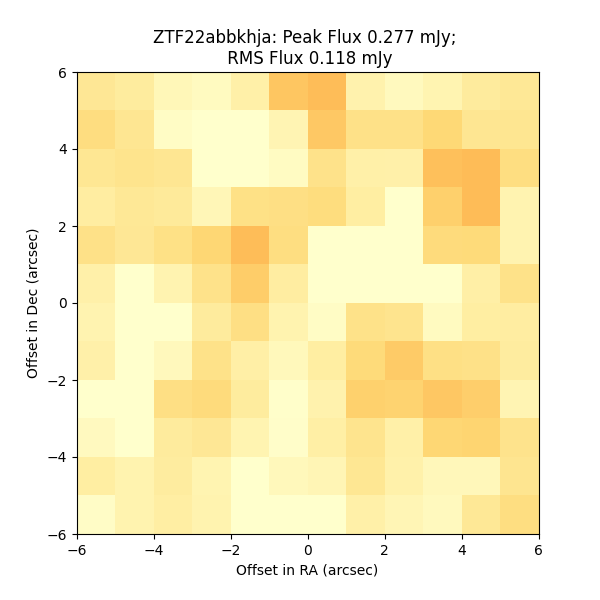 ZTF22abbkhja: Peak Flux 0.277 mJy;
RMS Flux 0.118 mJy
6
4
2
0
−2
−4
−6
Offset in Dec (arcsec)
−6 −4 −2 0 2 4 6
Offset in RA (arcsec)